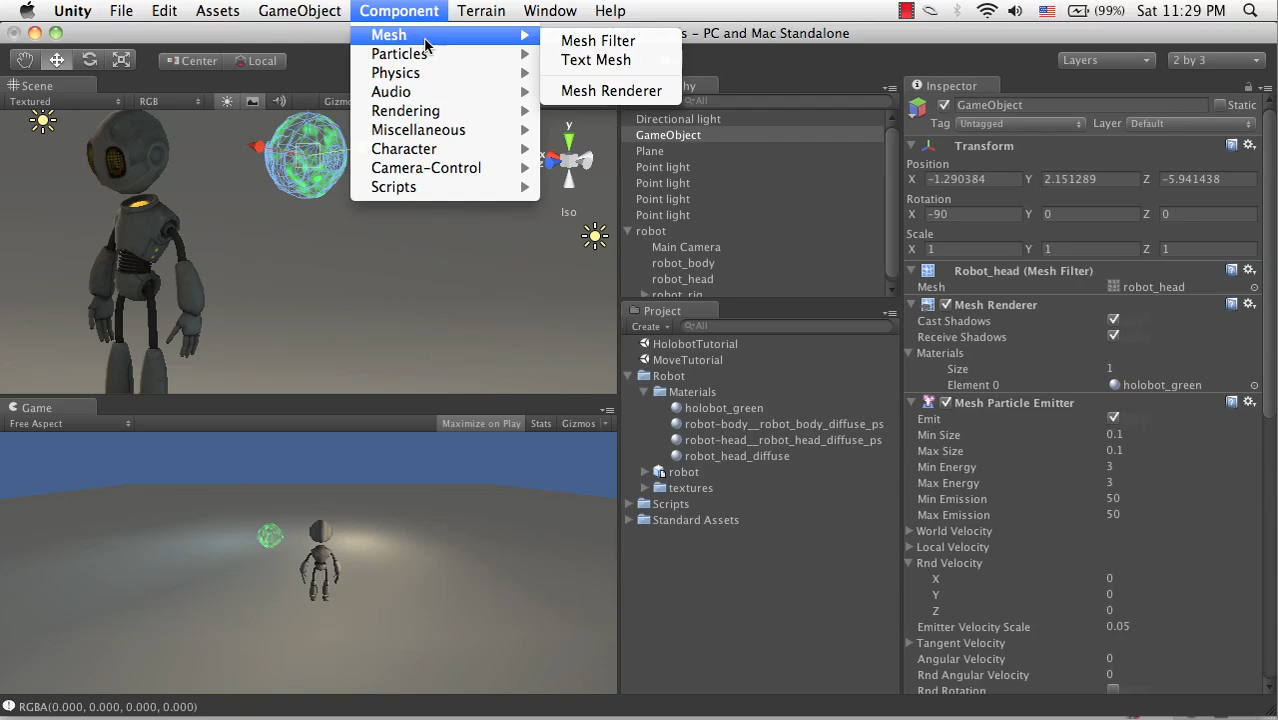 Unity File Edit Assets GameObject Component Terrain Window Help (99%) Sat 11:29 PM
s - PC and Mac Standalone
Mesh
Particles
Physics
Audio
Rendering
Miscellaneous
Character
Camera-Control
Scripts
Mesh Filter
Text Mesh
Mesh Renderer
Center Local
Layers 2 by 3
Scene
Textured RGB Gizm
y
x
z
Iso
hy
All
Directional light
GameObject
Plane
Point light
Point light
Point light
Point light
robot
Main Camera
robot_body
robot_head
robot_rig
Project
Create All
HolobotTutorial
MoveTutorial
Robot
Materials
holobot_green
robot-body__robot_body_diffuse_ps
robot-head__robot_head_diffuse_ps
robot_head_diffuse
robot
textures
Scripts
Standard Assets
Game
Free Aspect Maximize on Play Stats Gizmos
Inspector
GameObject Static
Tag Untagged Layer Default
Transform
Position
X -1.290384 Y 2.151289 Z -5.941438
Rotation
X -90 Y 0 Z 0
Scale
X 1 Y 1 Z 1
Robot_head (Mesh Filter)
Mesh robot_head
Mesh Renderer
Cast Shadows
Receive Shadows
Materials
Size 1
Element 0 holobot_green
Mesh Particle Emitter
Emit
Min Size 0.1
Max Size 0.1
Min Energy 3
Max Energy 3
Min Emission 50
Max Emission 50
World Velocity
Local Velocity
Rnd Velocity
X 0
Y 0
Z 0
Emitter Velocity Scale 0.05
Tangent Velocity
Angular Velocity 0
Rnd Angular Velocity 0
Rnd Rotation
RGBA(0.000, 0.000, 0.000, 0.000)